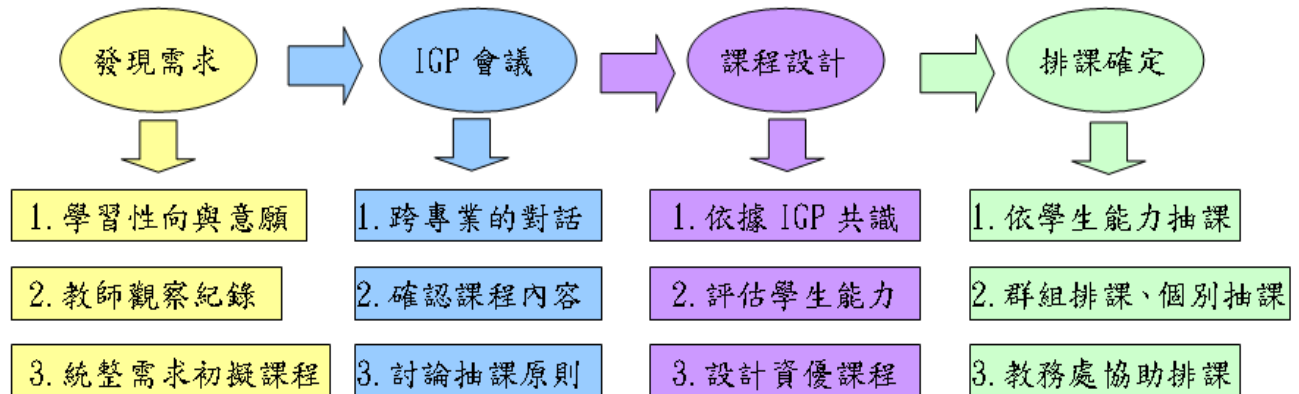 發現需求
IGP 會議
課程設計
排課確定
1.學習性向與意願
1.跨專業的對話
1.依據 IGP 共識
1.依學生能力抽課
2.教師觀察紀錄
2.確認課程內容
2.評估學生能力
2.群組排課、個別抽課
3.統整需求初擬課程
3.討論抽課原則
3.設計資優課程
3.教務處協助排課